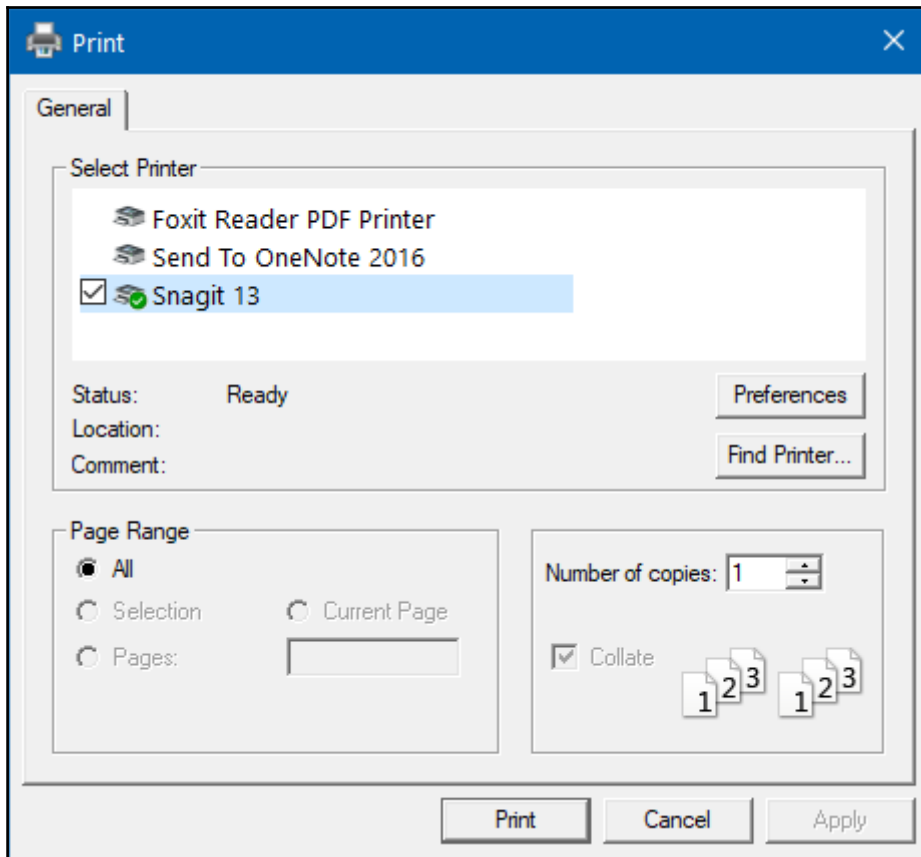 Print
General
Select Printer
Foxit Reader PDF Printer
Send To OneNote 2016
Snagit 13
Status: Ready
Preferences
Location:
Comment:
Find Printer...
Page Range
All
Number of copies: 1
Selection Current Page
Pages:
Collate
1 2 3 1 2 3
Print Cancel Apply